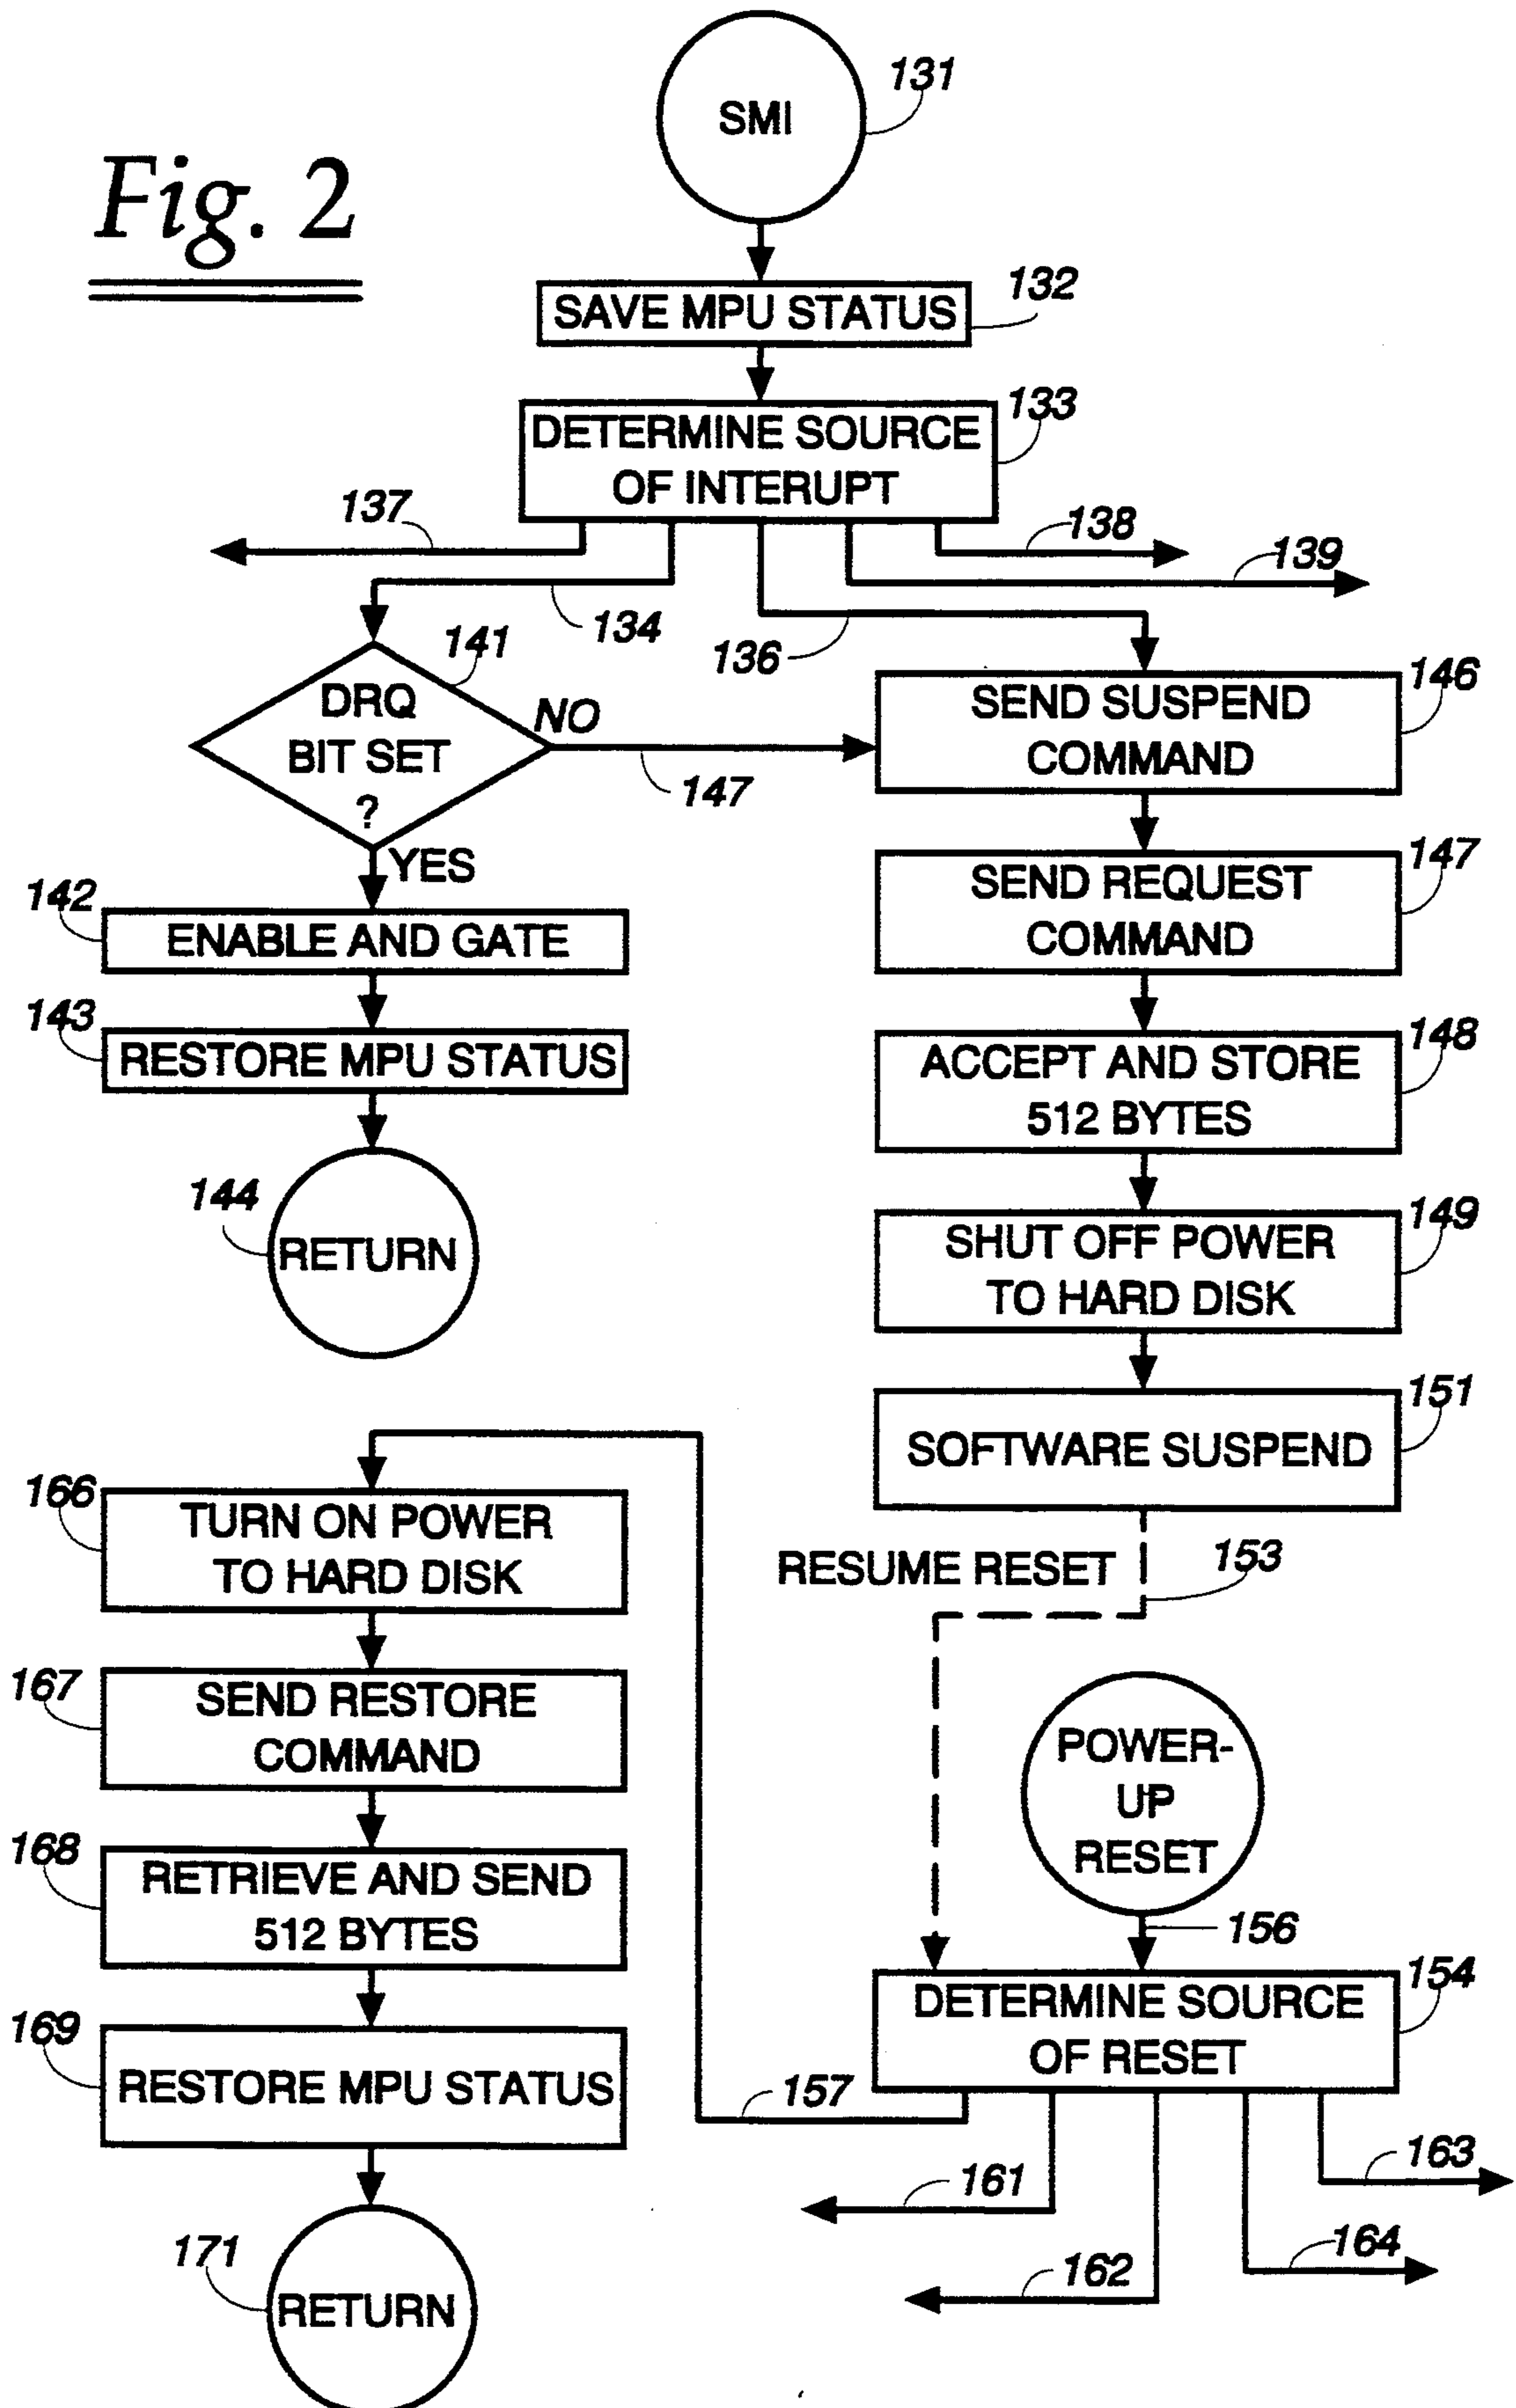 Fig. 2
131
SMI
132
SAVE MPU STATUS
133
DETERMINE SOURCE
OF INTERUPT
137
138
139
134
136
141
DRQ
BIT SET
?
NO
147
YES
146
SEND SUSPEND
COMMAND
147
SEND REQUEST
COMMAND
142
ENABLE AND GATE
143
RESTORE MPU STATUS
144
RETURN
148
ACCEPT AND STORE
512 BYTES
149
SHUT OFF POWER
TO HARD DISK
151
SOFTWARE SUSPEND
RESUME RESET
153
POWER-
UP
RESET
156
154
DETERMINE SOURCE
OF RESET
157
161
162
163
164
166
TURN ON POWER
TO HARD DISK
167
SEND RESTORE
COMMAND
168
RETRIEVE AND SEND
512 BYTES
169
RESTORE MPU STATUS
171
RETURN